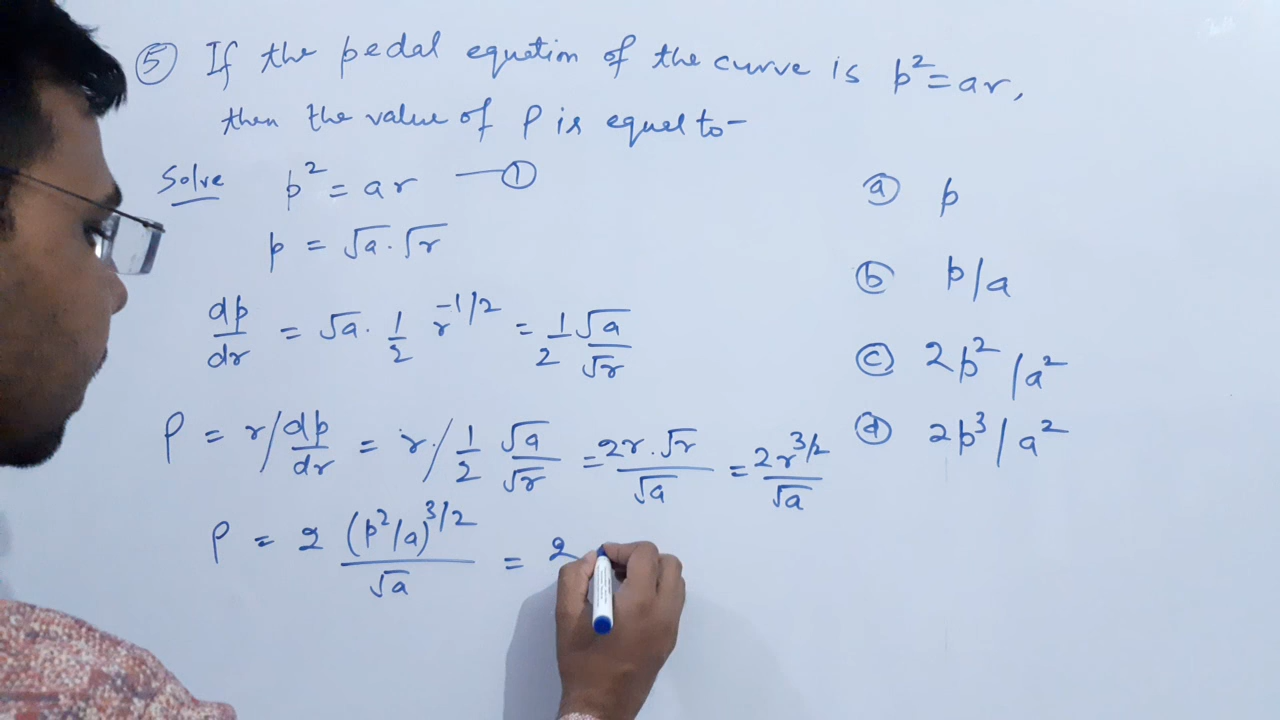 ⑤ If the pedal equation of the curve is p² = ar,
then the value of ρ is equal to-
Solve p² = ar —①
p = √a . √r
dp/dr = √a . 1/2 r^-1/2 = 1/2 √a/√r
ρ = r/dp/dr = r/1/2 √a/√r = 2r.√r/√a = 2r^3/2/√a
ρ = 2 (p²/a)^3/2/√a = 2
ⓐ p
ⓑ p/a
ⓒ 2p²/a²
ⓓ 2p³/a²